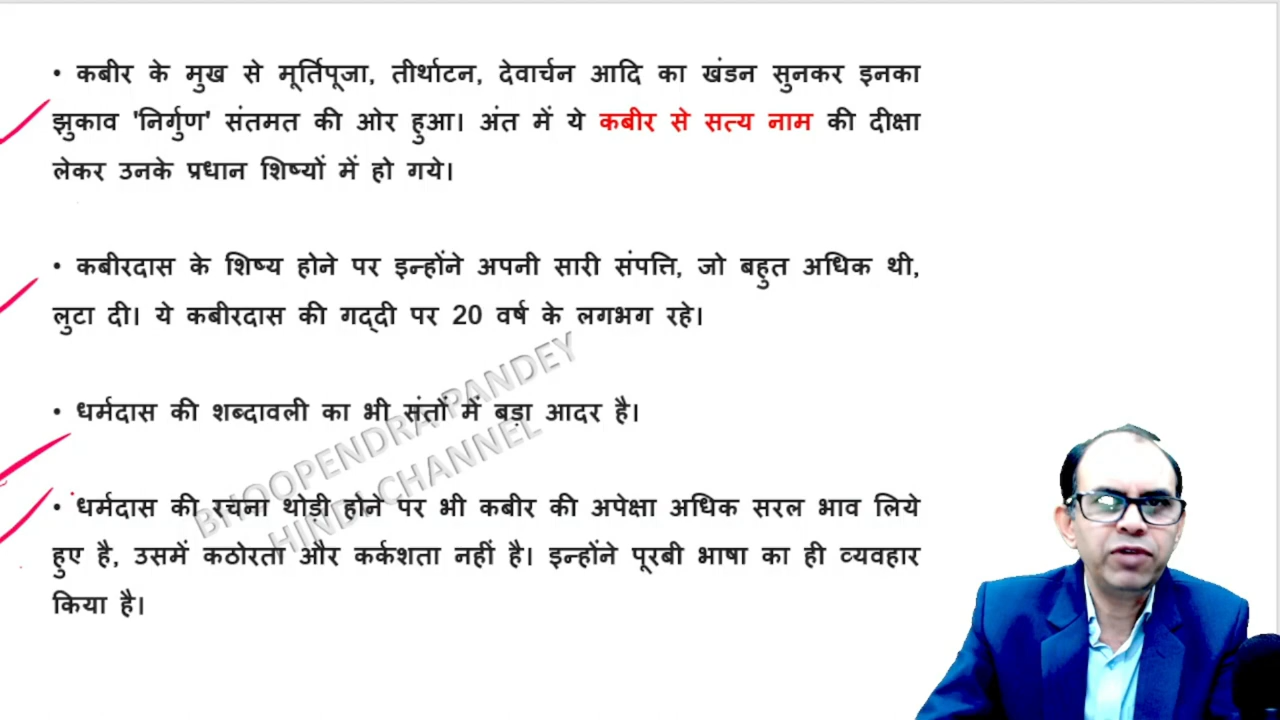 • कबीर के मुख से मूर्तिपूजा, तीर्थाटन, देवार्चन आदि का खंडन सुनकर इनका
झुकाव 'निर्गुण' संतमत की ओर हुआ। अंत में ये कबीर से सत्य नाम की दीक्षा
लेकर उनके प्रधान शिष्यों में हो गये।
• कबीरदास के शिष्य होने पर इन्होंने अपनी सारी संपत्ति, जो बहुत अधिक थी,
लुटा दी। ये कबीरदास की गद्दी पर 20 वर्ष के लगभग रहे।
• धर्मदास की शब्दावली का भी संतों में बड़ा आदर है।
• धर्मदास की रचना थोड़ी होने पर भी कबीर की अपेक्षा अधिक सरल भाव लिये
हुए है, उसमें कठोरता और कर्कशता नहीं है। इन्होंने पूरबी भाषा का ही व्यवहार
किया है।
BHOOPENDRA PANDEY
HINDI CHANNEL